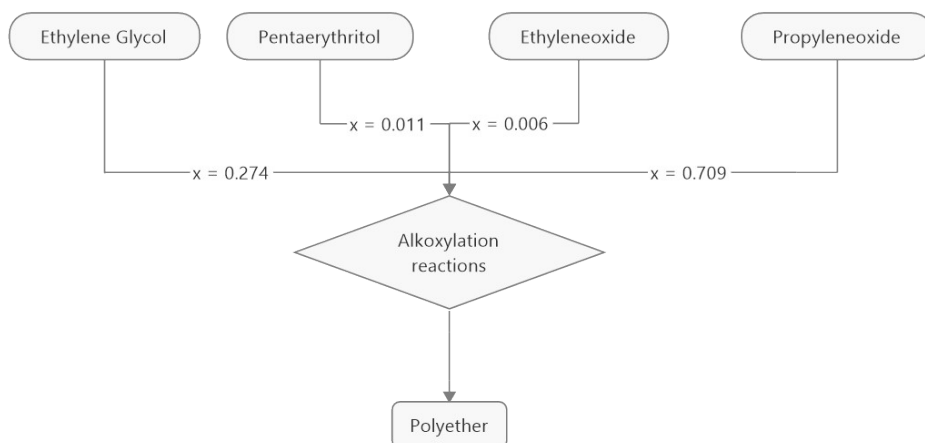 Ethylene Glycol
Pentaerythritol
Ethyleneoxide
Propyleneoxide
x = 0.011
x = 0.006
x = 0.274
x = 0.709
Alkoxylation
reactions
Polyether